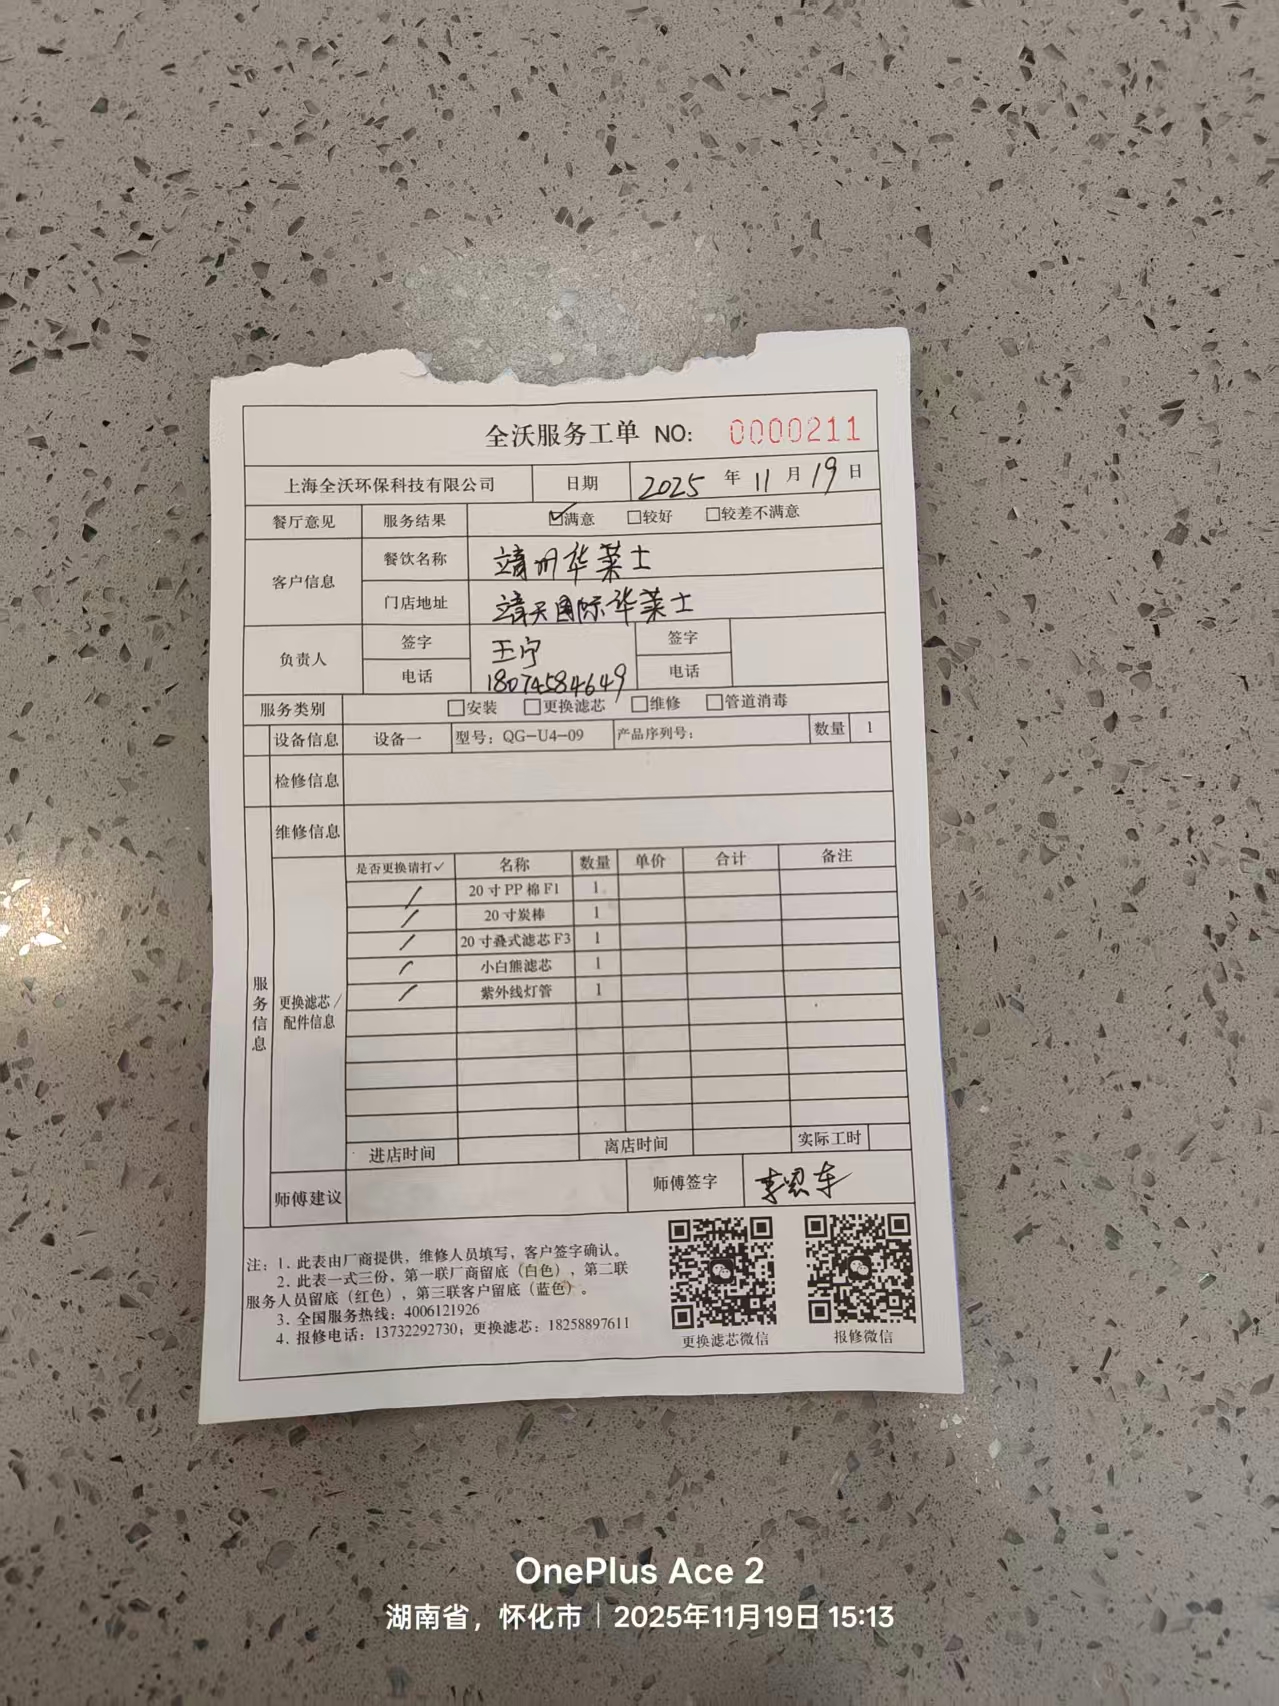 全沃服务工单 NO: 0000211
上海全沃环保科技有限公司 日期 2025 年 11 月 19 日
餐厅意见 服务结果 ☑满意 □较好 □较差不满意
客户信息 餐饮名称 靖州华莱士
门店地址 靖天国际华莱士
负责人 签字 王宁 签字
电话 18074584649 电话
服务类别 □安装 □更换滤芯 □维修 □管道消毒
设备信息 设备一 型号：QG-U4-09 产品序列号： 数量 1
检修信息
维修信息
是否更换请打✓ 名称 数量 单价 合计 备注
/ 20寸PP棉F1 1
/ 20寸炭棒 1
/ 20寸叠式滤芯F3 1
/ 小白熊滤芯 1
/ 紫外线灯管 1
服务信息
更换滤芯/
配件信息
进店时间 离店时间 实际工时
师傅建议 师傅签字 李
注：1. 此表由厂商提供，维修人员填写，客户签字确认。
2. 此表一式三份，第一联厂商留底（白色），第二联
服务人员留底（红色），第三联客户留底（蓝色）。
3. 全国服务热线：4006121926
4. 报修电话：13732292730；更换滤芯：18258897611
更换滤芯微信 报修微信
OnePlus Ace 2
湖南省，怀化市｜2025年11月19日 15:13